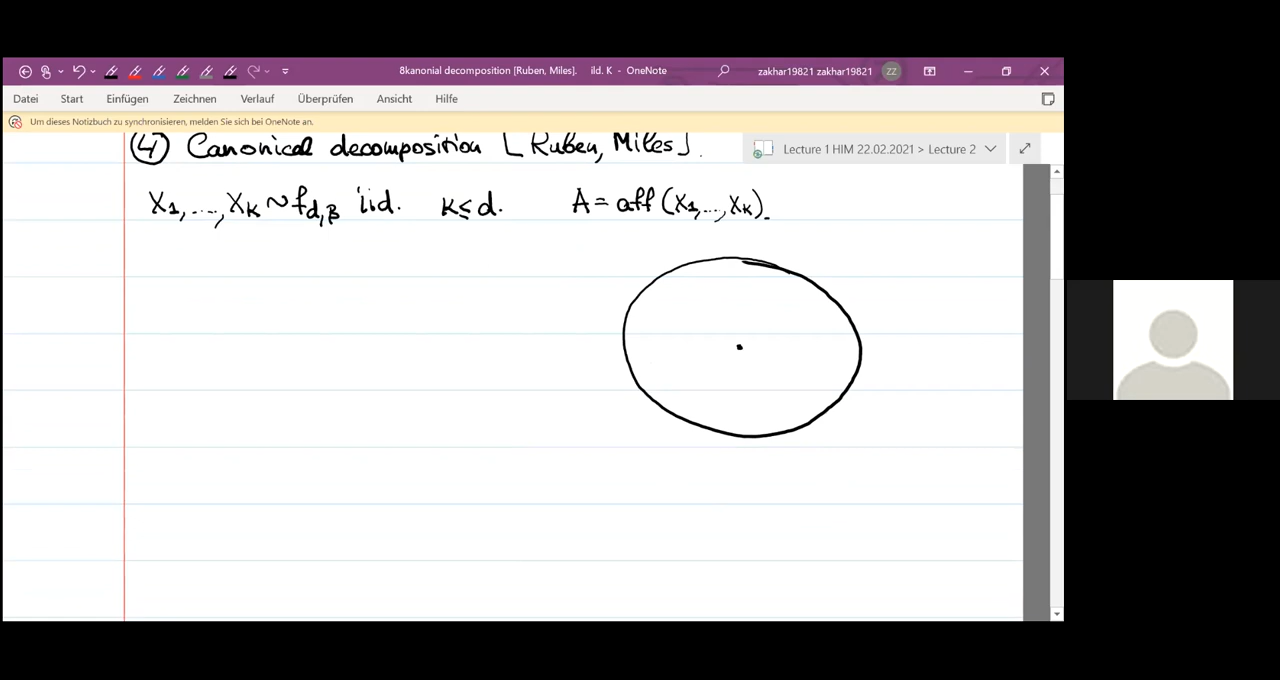 8kanonial decomposition [Ruben, Miles]. ild. K - OneNote
zakhar19821 zakhar19821 ZZ
Datei Start Einfügen Zeichnen Verlauf Überprüfen Ansicht Hilfe
Um dieses Notizbuch zu synchronisieren, melden Sie sich bei OneNote an.
④ Canonical decomposition [Ruben, Miles].
Lecture 1 HIM 22.02.2021 > Lecture 2
X₁, ..., X_K ~ f_{d,β} iid. K ≤ d. A = aff (X₁, ..., X_K).